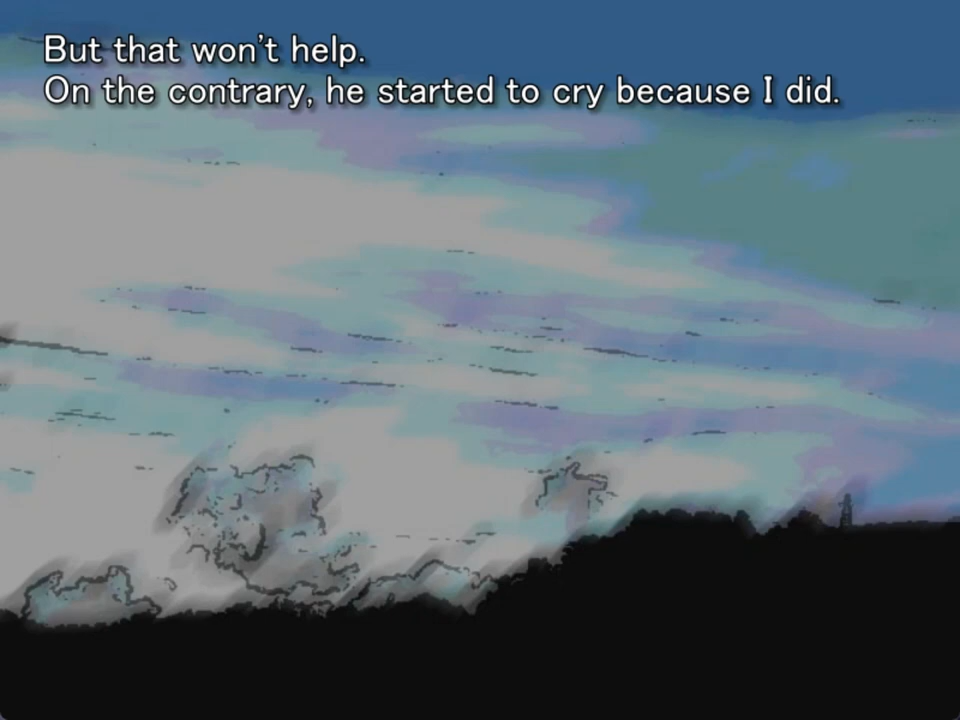 But that won't help.
On the contrary, he started to cry because I did.